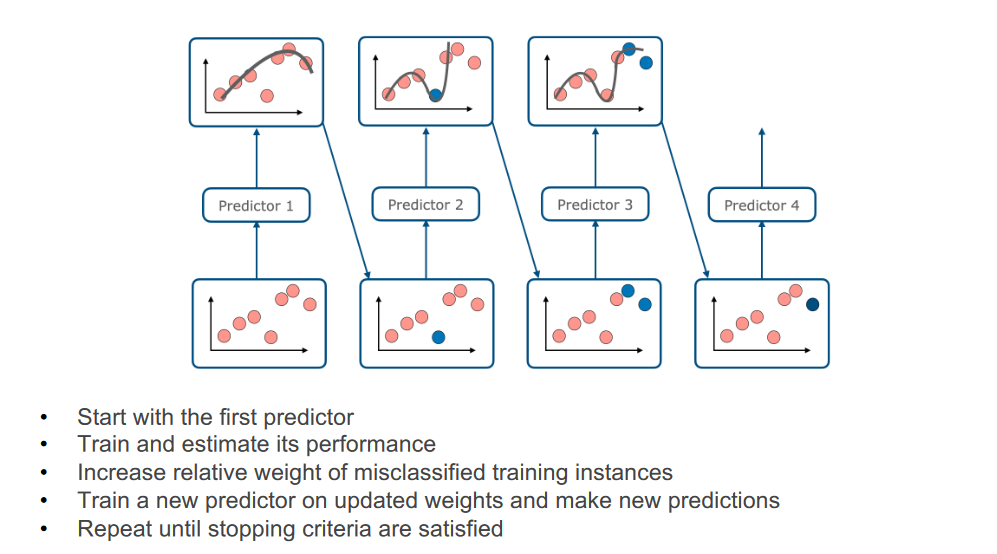 Predictor 1
Predictor 2
Predictor 3
Predictor 4
• Start with the first predictor
• Train and estimate its performance
• Increase relative weight of misclassified training instances
• Train a new predictor on updated weights and make new predictions
• Repeat until stopping criteria are satisfied